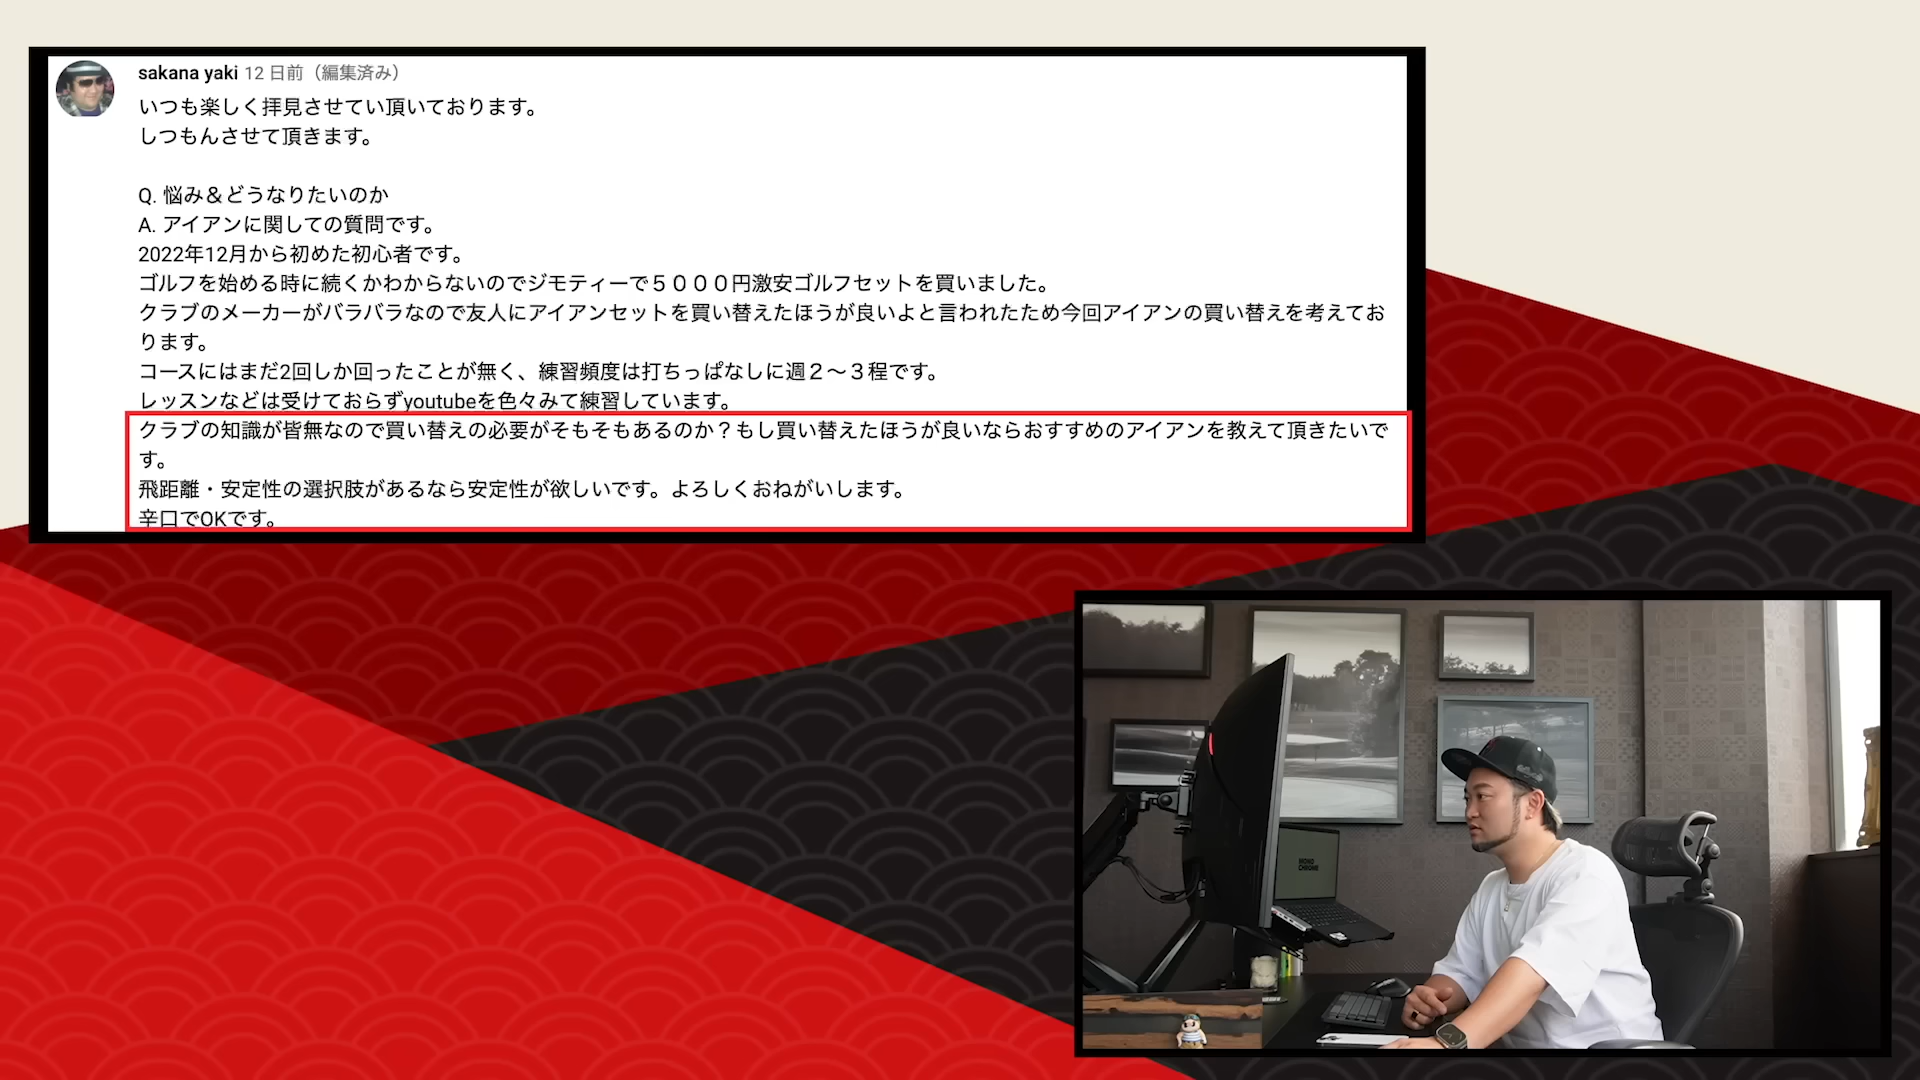 sakana yaki 12 日前（編集済み）
いつも楽しく拝見させてい頂いております。
しつもんさせて頂きます。
Q. 悩み＆どうなりたいのか
A. アイアンに関しての質問です。
2022年12月から初めた初心者です。
ゴルフを始める時に続くかわからないのでジモティーで５０００円激安ゴルフセットを買いました。
クラブのメーカーがバラバラなので友人にアイアンセットを買い替えたほうが良いよと言われたため今回アイアンの買い替えを考えてお
ります。
コースにはまだ2回しか回ったことが無く、練習頻度は打ちっぱなしに週２〜３程です。
レッスンなどは受けておらずyoutubeを色々みて練習しています。
クラブの知識が皆無なので買い替えの必要がそもそもあるのか？もし買い替えたほうが良いならおすすめのアイアンを教えて頂きたいで
す。
飛距離・安定性の選択肢があるなら安定性が欲しいです。よろしくおねがいします。
辛口でOKです。